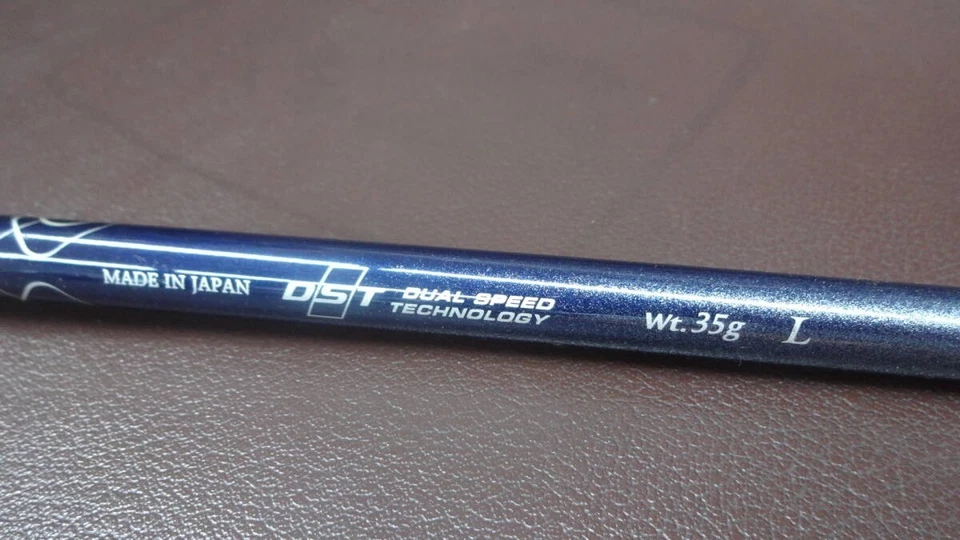 MADE IN JAPAN
DST
DUAL SPEED
TECHNOLOGY
Wt. 35g
L